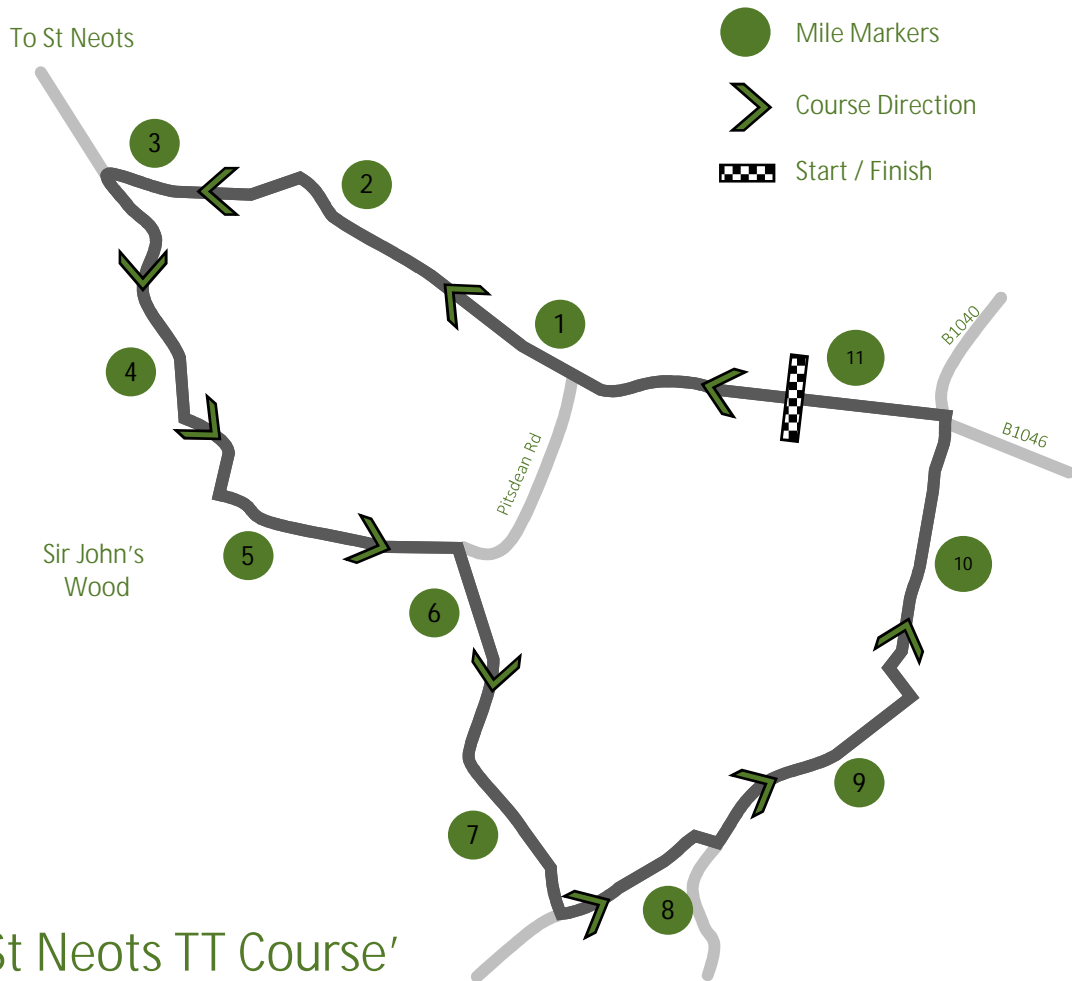 To St Neots
Mile Markers
Course Direction
Start / Finish
3
2
1
11
B1040
B1046
4
Pitsdean Rd
5
Sir John's
Wood
6
10
7
9
8
St Neots TT Course'